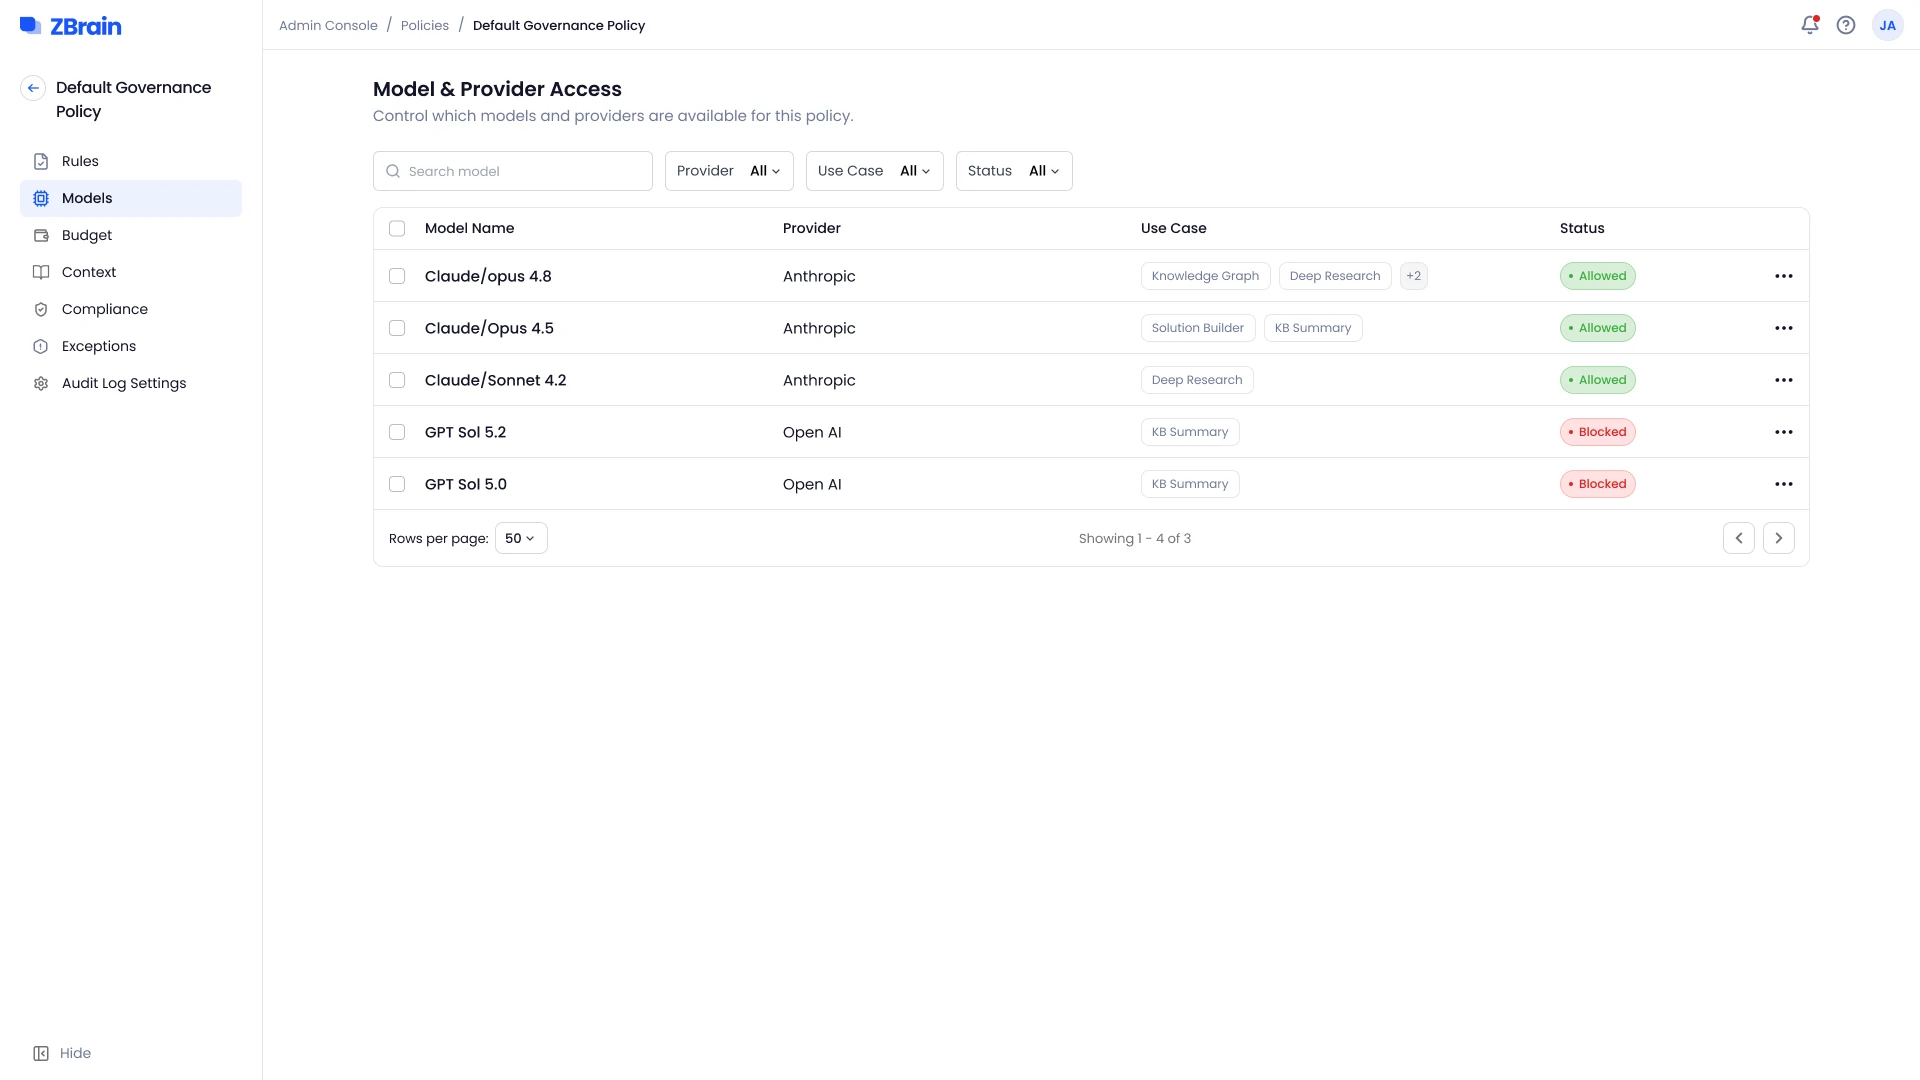 ZBrain
Admin Console / Policies / Default Governance Policy
JA
Default Governance
Policy
Rules
Models
Budget
Context
Compliance
Exceptions
Audit Log Settings
Hide
Model & Provider Access
Control which models and providers are available for this policy.
Search model
Provider All
Use Case All
Status All
Model Name Provider Use Case Status
Claude/opus 4.8 Anthropic Knowledge Graph Deep Research +2 Allowed
Claude/Opus 4.5 Anthropic Solution Builder KB Summary Allowed
Claude/Sonnet 4.2 Anthropic Deep Research Allowed
GPT Sol 5.2 Open AI KB Summary Blocked
GPT Sol 5.0 Open AI KB Summary Blocked
Rows per page: 50 Showing 1 - 4 of 3